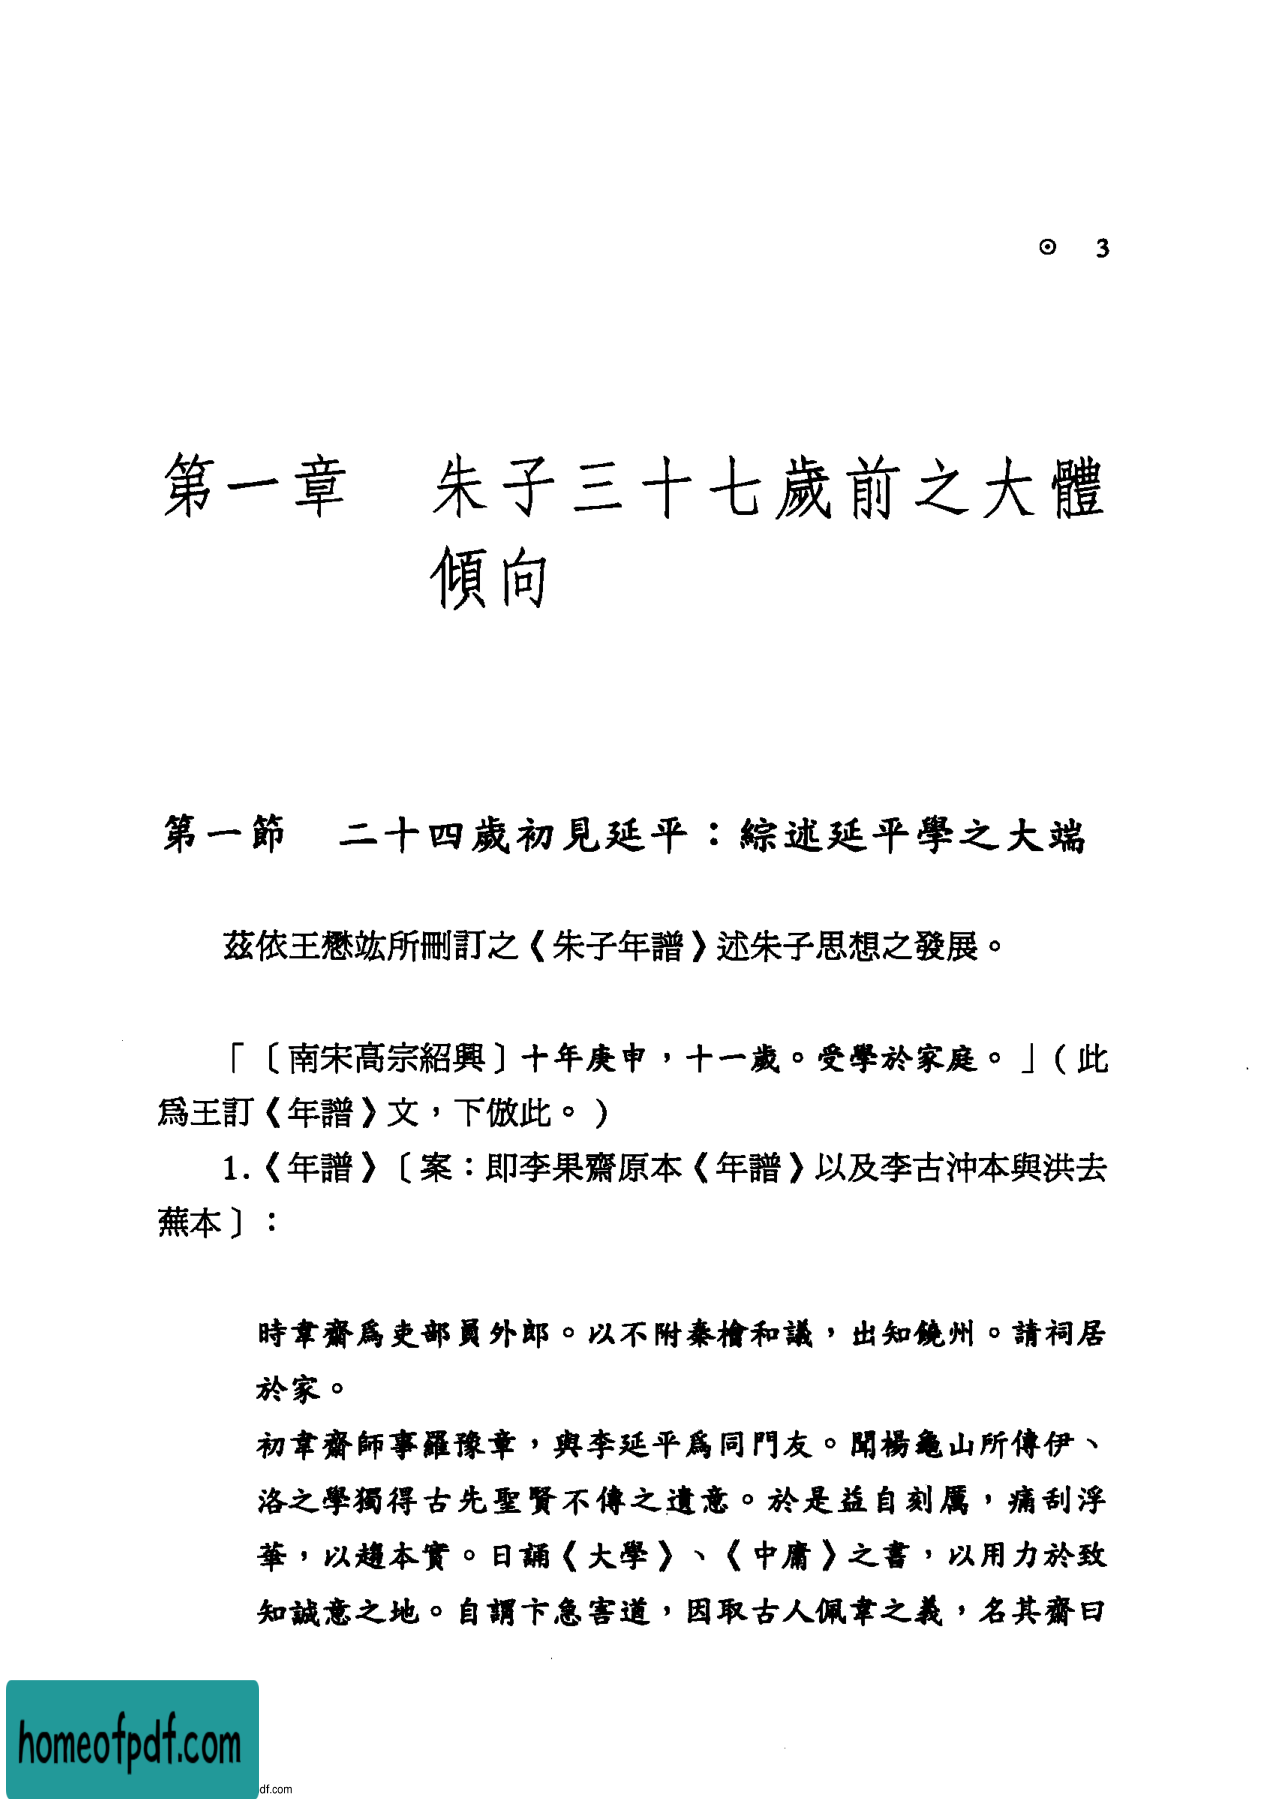 ⊙ 3
第一章 朱子三十七歲前之大體
傾向
第一節 二十四歲初見延平：綜述延平學之大端
茲依王懋竑所刪訂之《朱子年譜》述朱子思想之發展。
「〔南宋高宗紹興〕十年庚申，十一歲。受學於家庭。」（此
爲王訂《年譜》文，下倣此。）
1.《年譜》〔案：即李果齋原本《年譜》以及李古沖本與洪去
蕪本〕：
時韋齋爲吏部員外郎。以不附秦檜和議，出知饒州。請祠居
於家。
初韋齋師事羅豫章，與李延平爲同門友。聞楊龜山所傳伊、
洛之學獨得古先聖賢不傳之遺意。於是益自刻厲，痛刮浮
華，以趨本實。日誦《大學》、《中庸》之書，以用力於致
知誠意之地。自謂卞急害道，因取古人佩韋之義，名其齋曰
homeofpdf.com
df.com